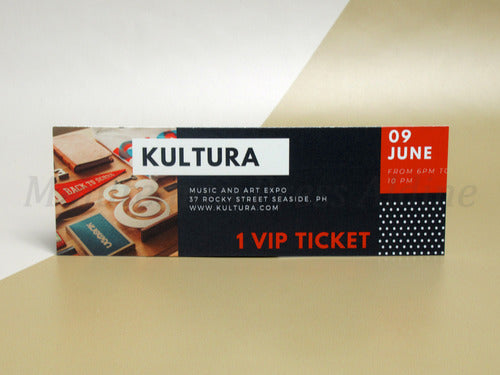 KULTURA
MUSIC AND ART EXPO
37 ROCKY STREET SEASIDE, PH
WWW.KULTURA.COM
1 VIP TICKET
09
JUNE
FROM 6PM TO
10 PM
BACK TO SCHOOL
&